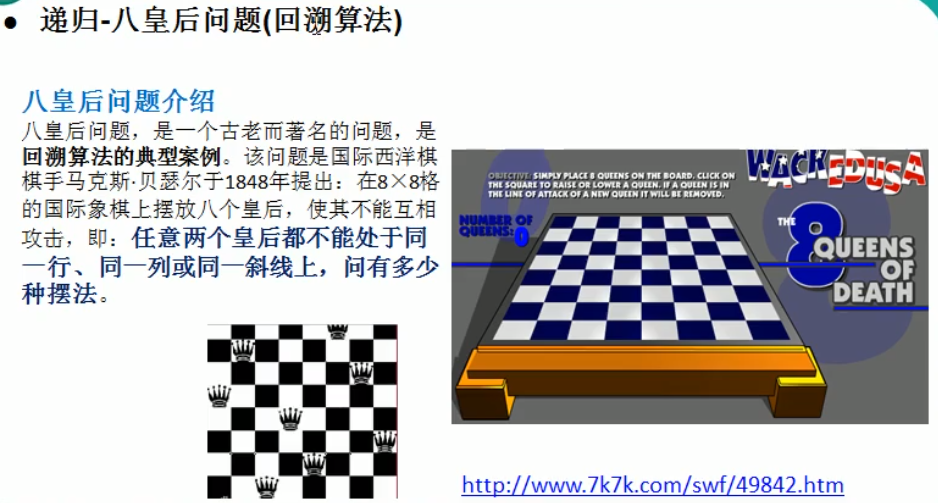 ● 递归-八皇后问题(回溯算法)
八皇后问题介绍
八皇后问题，是一个古老而著名的问题，是
回溯算法的典型案例。该问题是国际西洋棋
棋手马克斯·贝瑟尔于1848年提出：在8×8格
的国际象棋上摆放八个皇后，使其不能互相
攻击，即：任意两个皇后都不能处于同
一行、同一列或同一斜线上，问有多少
种摆法。
WACKEDUSA
OBJECTIVE: SIMPLY PLACE 8 QUEENS ON THE BOARD. CLICK ON
THE SQUARE TO RAISE OR LOWER A QUEEN. IF A QUEEN IS IN
THE LINE OF ATTACK OF A NEW QUEEN IT WILL BE REMOVED.
NUMBER OF
QUEENS: 0
THE 8
QUEENS
OF
DEATH
http://www.7k7k.com/swf/49842.htm